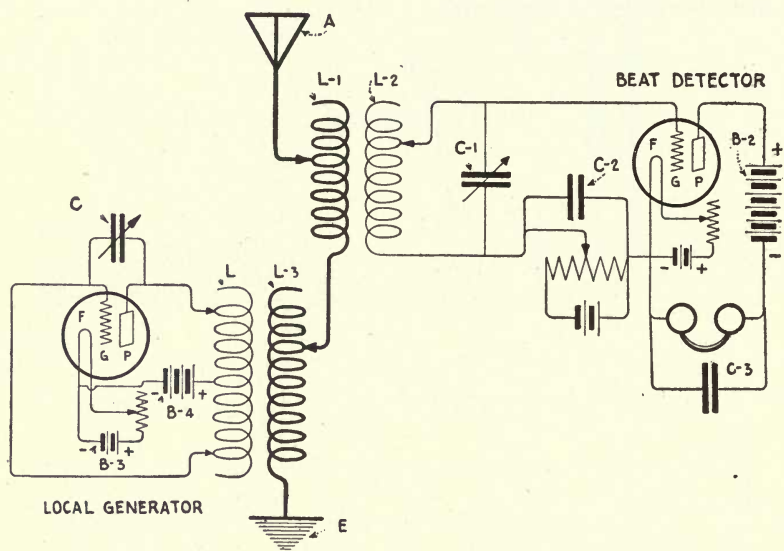 A
L-1
L-2
BEAT DETECTOR
C-1
C-2
F
G
P
B-2
+
-
- +
C
L
L-3
F
G
P
- B-4 +
- +
B-3
C-3
LOCAL GENERATOR
E